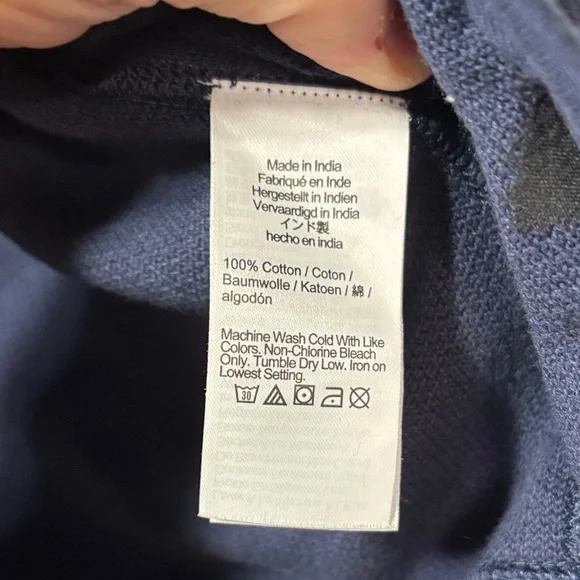 Made in India
Fabriqué en Inde
Hergestellt in Indien
Vervaardigd in India
インド製
hecho en india
100% Cotton / Coton /
Baumwolle / Katoen / 綿 /
algodón
Machine Wash Cold With Like
Colors. Non-Chlorine Bleach
Only. Tumble Dry Low. Iron on
Lowest Setting.
30